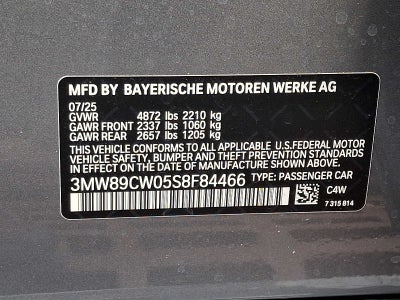 MFD BY BAYERISCHE MOTOREN WERKE AG
07/25
GVWR 4872 lbs 2210 kg
GAWR FRONT 2337 lbs 1060 kg
GAWR REAR 2657 lbs 1205 kg
THIS VEHICLE CONFORMS TO ALL APPLICABLE U.S.FEDERAL MOTOR
VEHICLE SAFETY, BUMPER AND THEFT PREVENTION STANDARDS
IN EFFECT ON THE DATE OF MANUFACTURE SHOWN ABOVE.
3MW89CW05S8F84466 TYPE: PASSENGER CAR
C4W
7 315 814